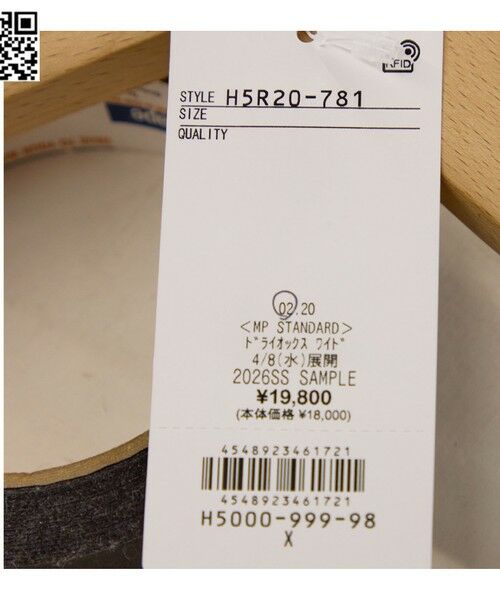 RFID
STYLE H5R20-781
SIZE
QUALITY
02.20
<MP STANDARD>
ﾄﾞﾗｲｵｯｸｽ ﾜｲﾄﾞ
4/8(水)展開
2026SS SAMPLE
¥19,800
(本体価格 ¥18,000)
4548923461721
4548923461721
H5000-999-98
X